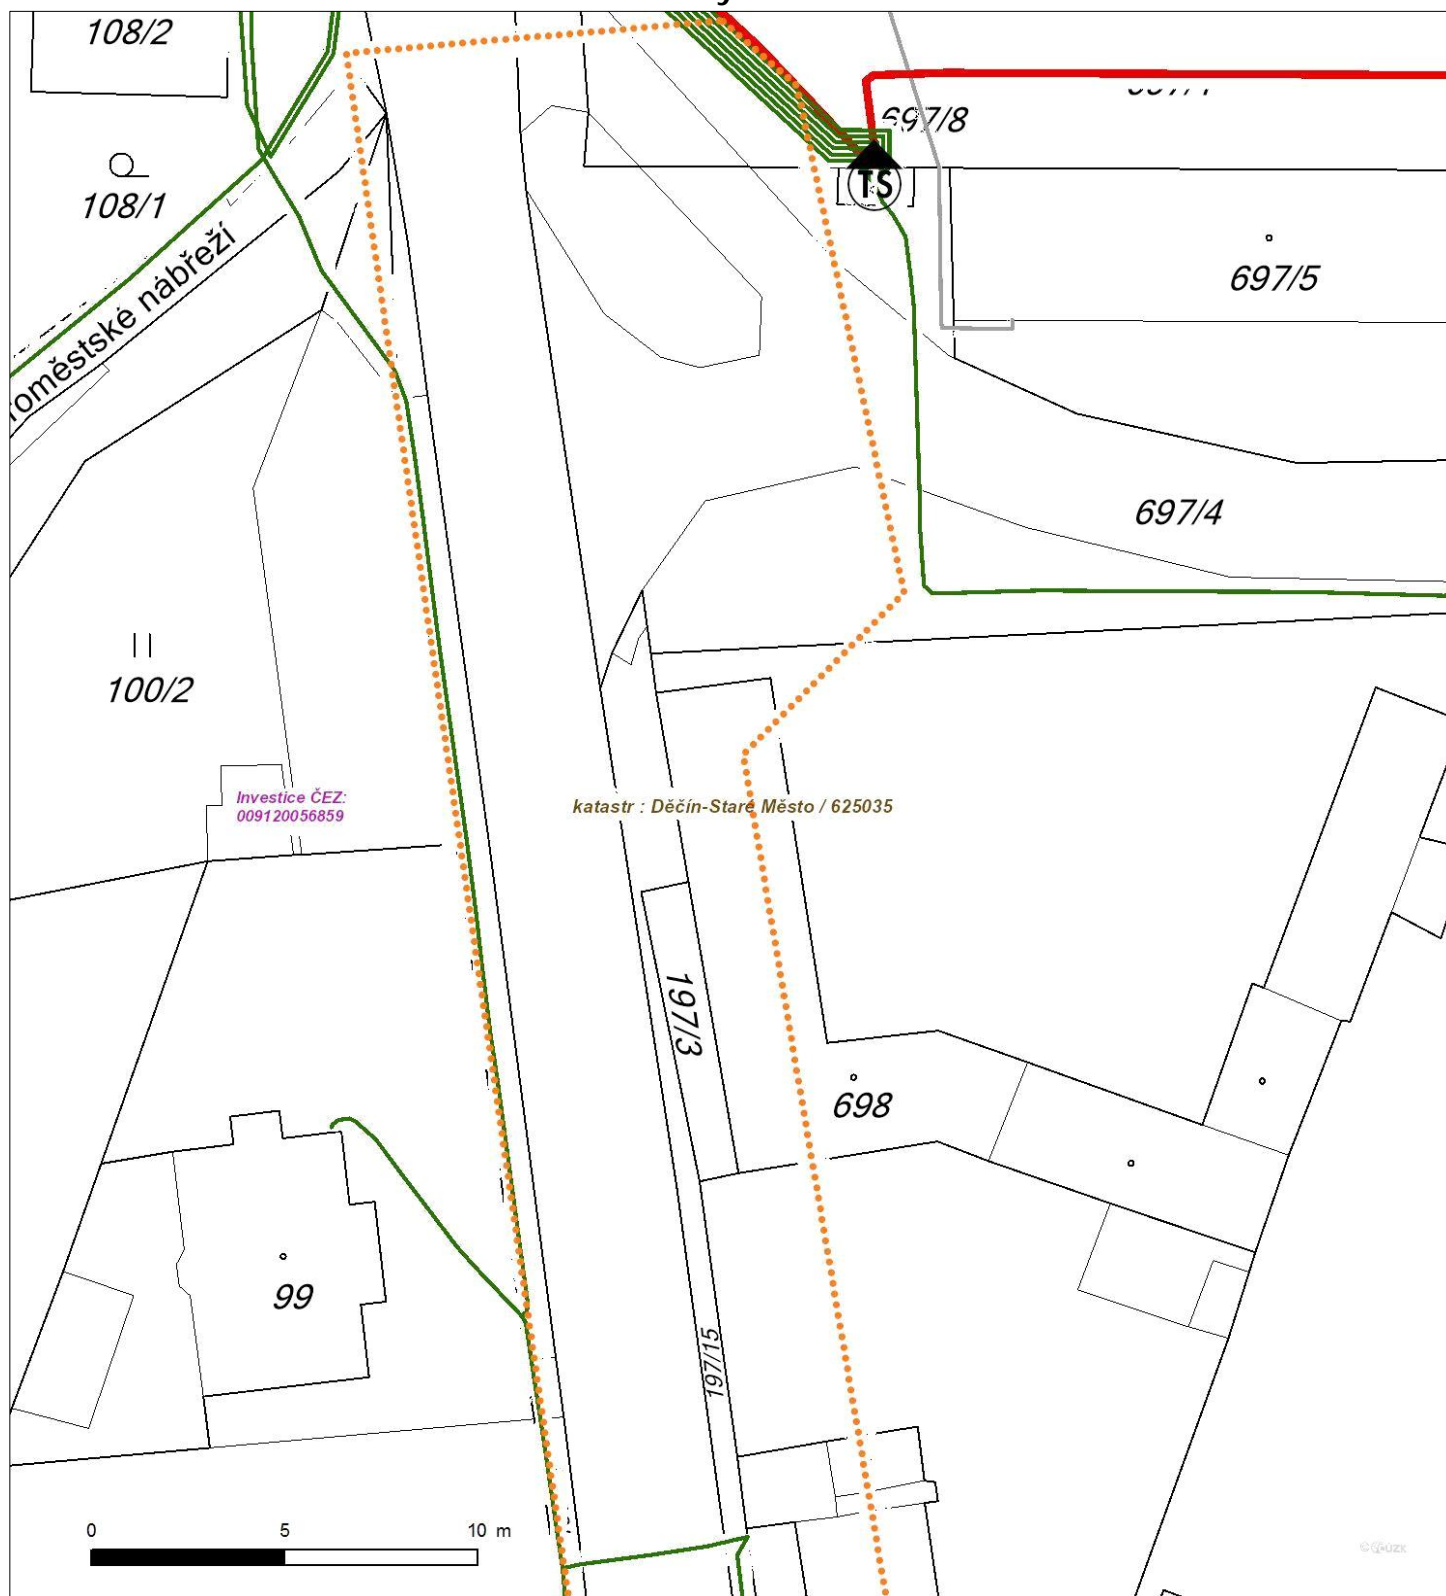 108/2
697/8
108/1
TS
697/5
roměstské nábřeží
697/4
100/2
Investice ČEZ:
009120056859
katastr : Děčín-Staré Město / 625035
197/3
698
99
197/15
0 5 10 m